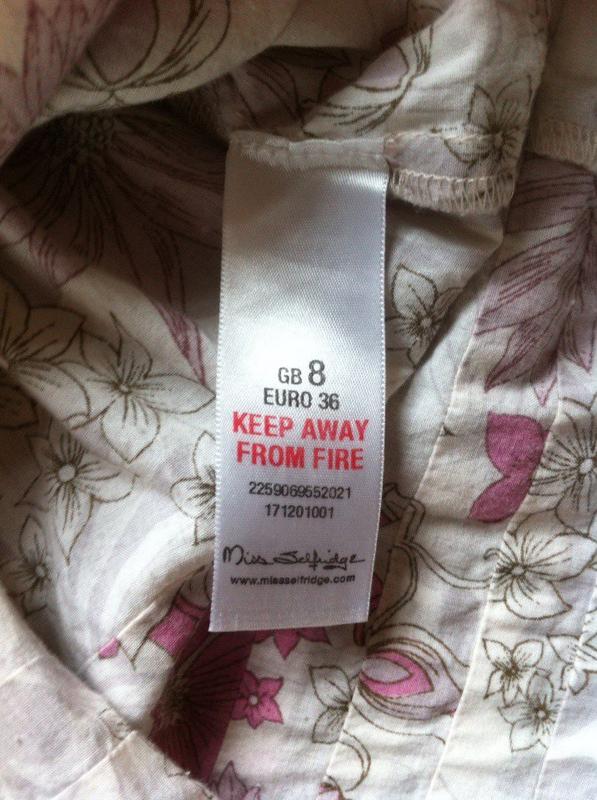 GB 8
EURO 36
KEEP AWAY
FROM FIRE
2259069552021
171201001
Miss Selfridge
www.missselfridge.com